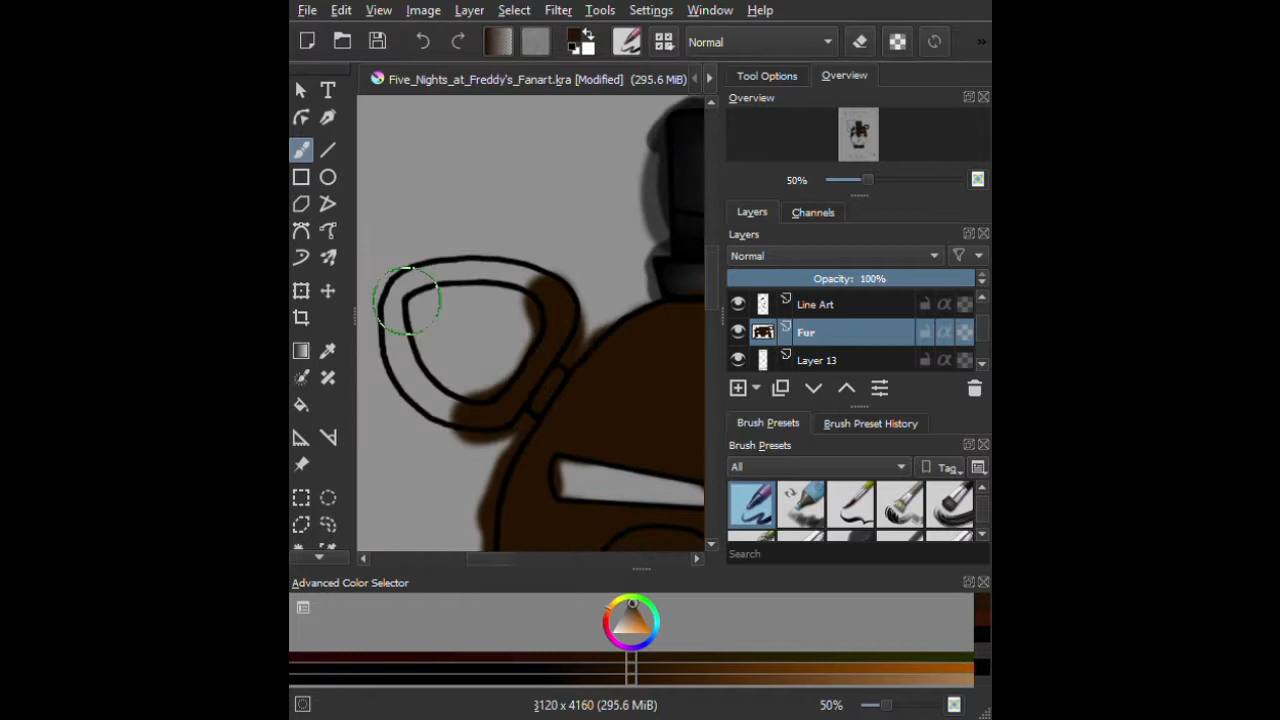 File Edit View Image Layer Select Filter Tools Settings Window Help
Normal
Five_Nights_at_Freddy's_Fanart.kra [Modified] (295.6 MiB)
Tool Options Overview
Overview
50%
Layers Channels
Layers
Normal
Opacity: 100%
Line Art
Fur
Layer 13
Brush Presets Brush Preset History
Brush Presets
All Tag
Search
Advanced Color Selector
3120 x 4160 (295.6 MiB) 50%